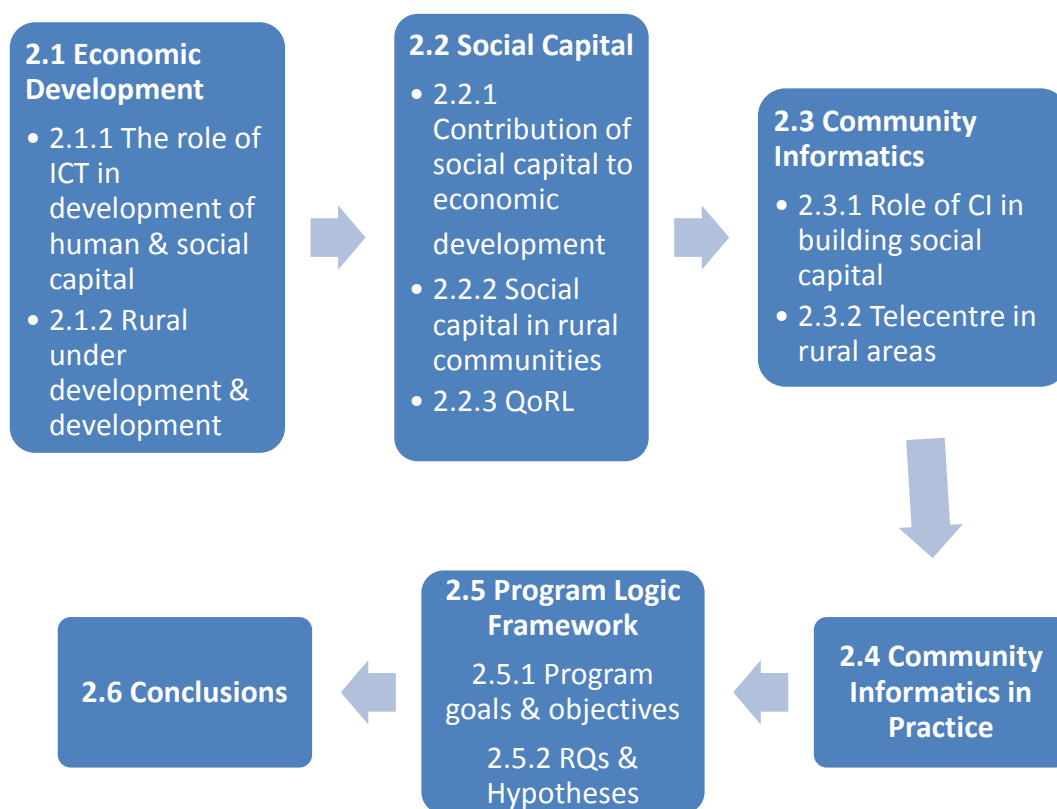 2.1 Economic
Development
• 2.1.1 The role of
ICT in
development of
human & social
capital
• 2.1.2 Rural
under
development &
development
2.2 Social Capital
• 2.2.1
Contribution of
social capital to
economic
development
• 2.2.2 Social
capital in rural
communities
• 2.2.3 QoRL
2.3 Community
Informatics
• 2.3.1 Role of CI in
building social
capital
• 2.3.2 Telecentre in
rural areas
2.4 Community
Informatics in
Practice
2.5 Program Logic
Framework
2.5.1 Program
goals & objectives
2.5.2 RQs &
Hypotheses
2.6 Conclusions